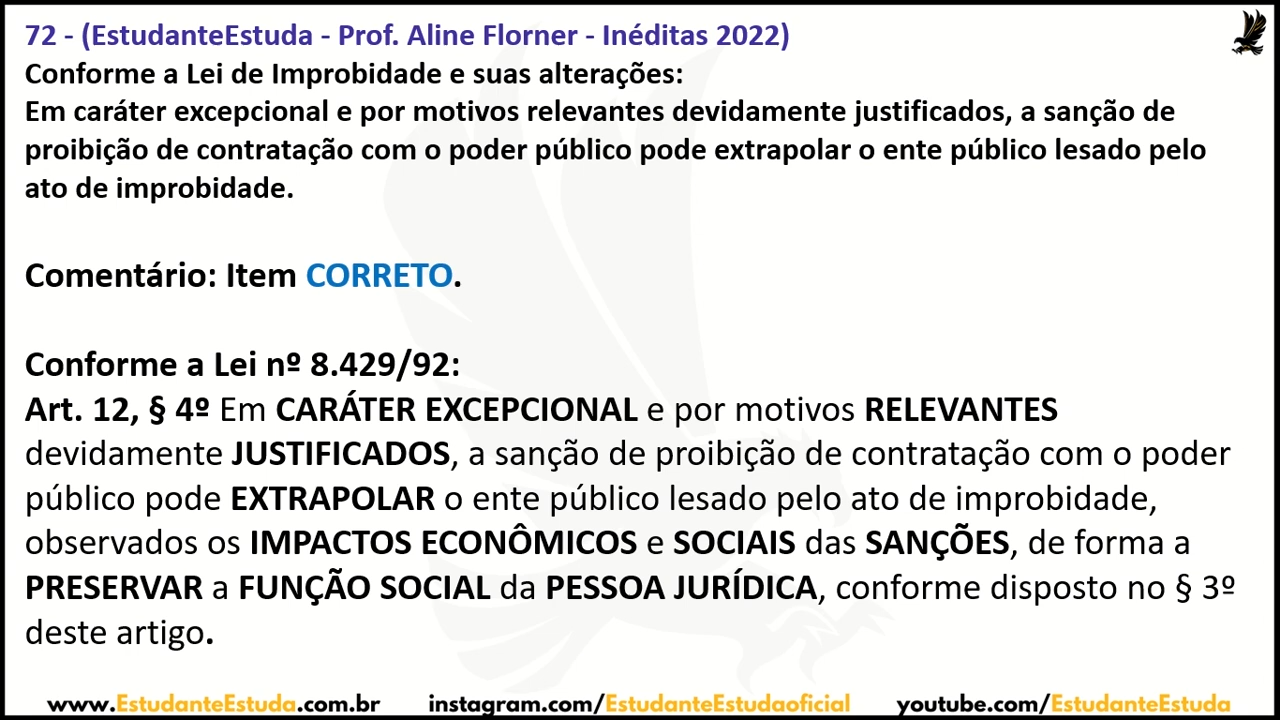 72 - (EstudanteEstuda - Prof. Aline Florner - Inéditas 2022)
Conforme a Lei de Improbidade e suas alterações:
Em caráter excepcional e por motivos relevantes devidamente justificados, a sanção de
proibição de contratação com o poder público pode extrapolar o ente público lesado pelo
ato de improbidade.
Comentário: Item CORRETO.
Conforme a Lei nº 8.429/92:
Art. 12, § 4º Em CARÁTER EXCEPCIONAL e por motivos RELEVANTES
devidamente JUSTIFICADOS, a sanção de proibição de contratação com o poder
público pode EXTRAPOLAR o ente público lesado pelo ato de improbidade,
observados os IMPACTOS ECONÔMICOS e SOCIAIS das SANÇÕES, de forma a
PRESERVAR a FUNÇÃO SOCIAL da PESSOA JURÍDICA, conforme disposto no § 3º
deste artigo.
www.EstudanteEstuda.com.br instagram.com/EstudanteEstudaoficial youtube.com/EstudanteEstuda